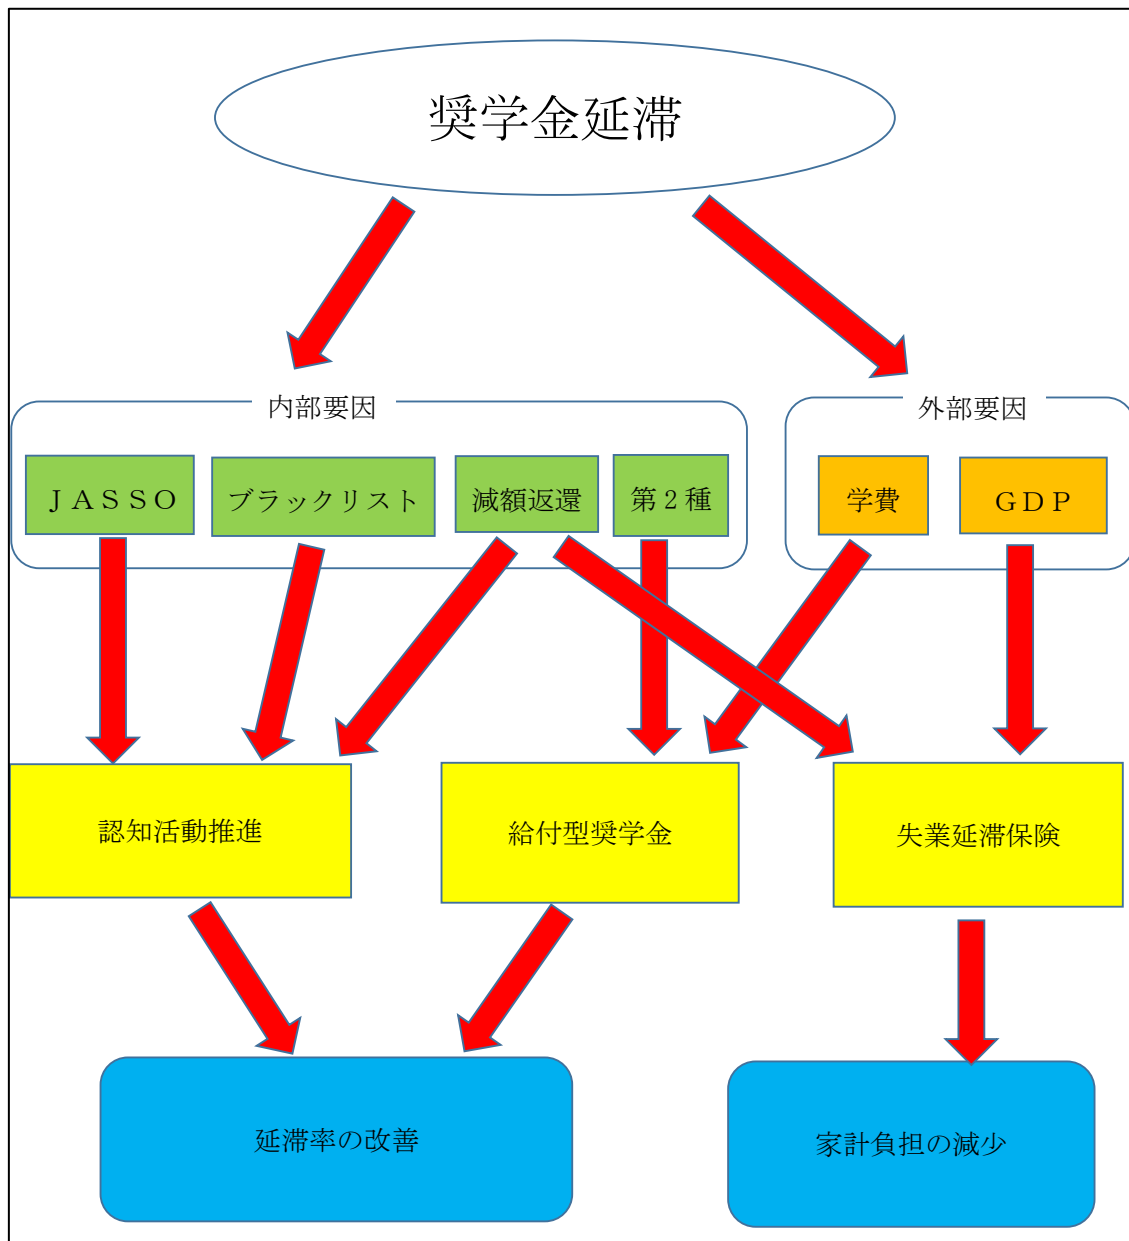 奨学金延滞
内部要因
外部要因
ＪＡＳＳＯ
ブラックリスト
減額返還
第２種
学費
ＧＤＰ
認知活動推進
給付型奨学金
失業延滞保険
延滞率の改善
家計負担の減少